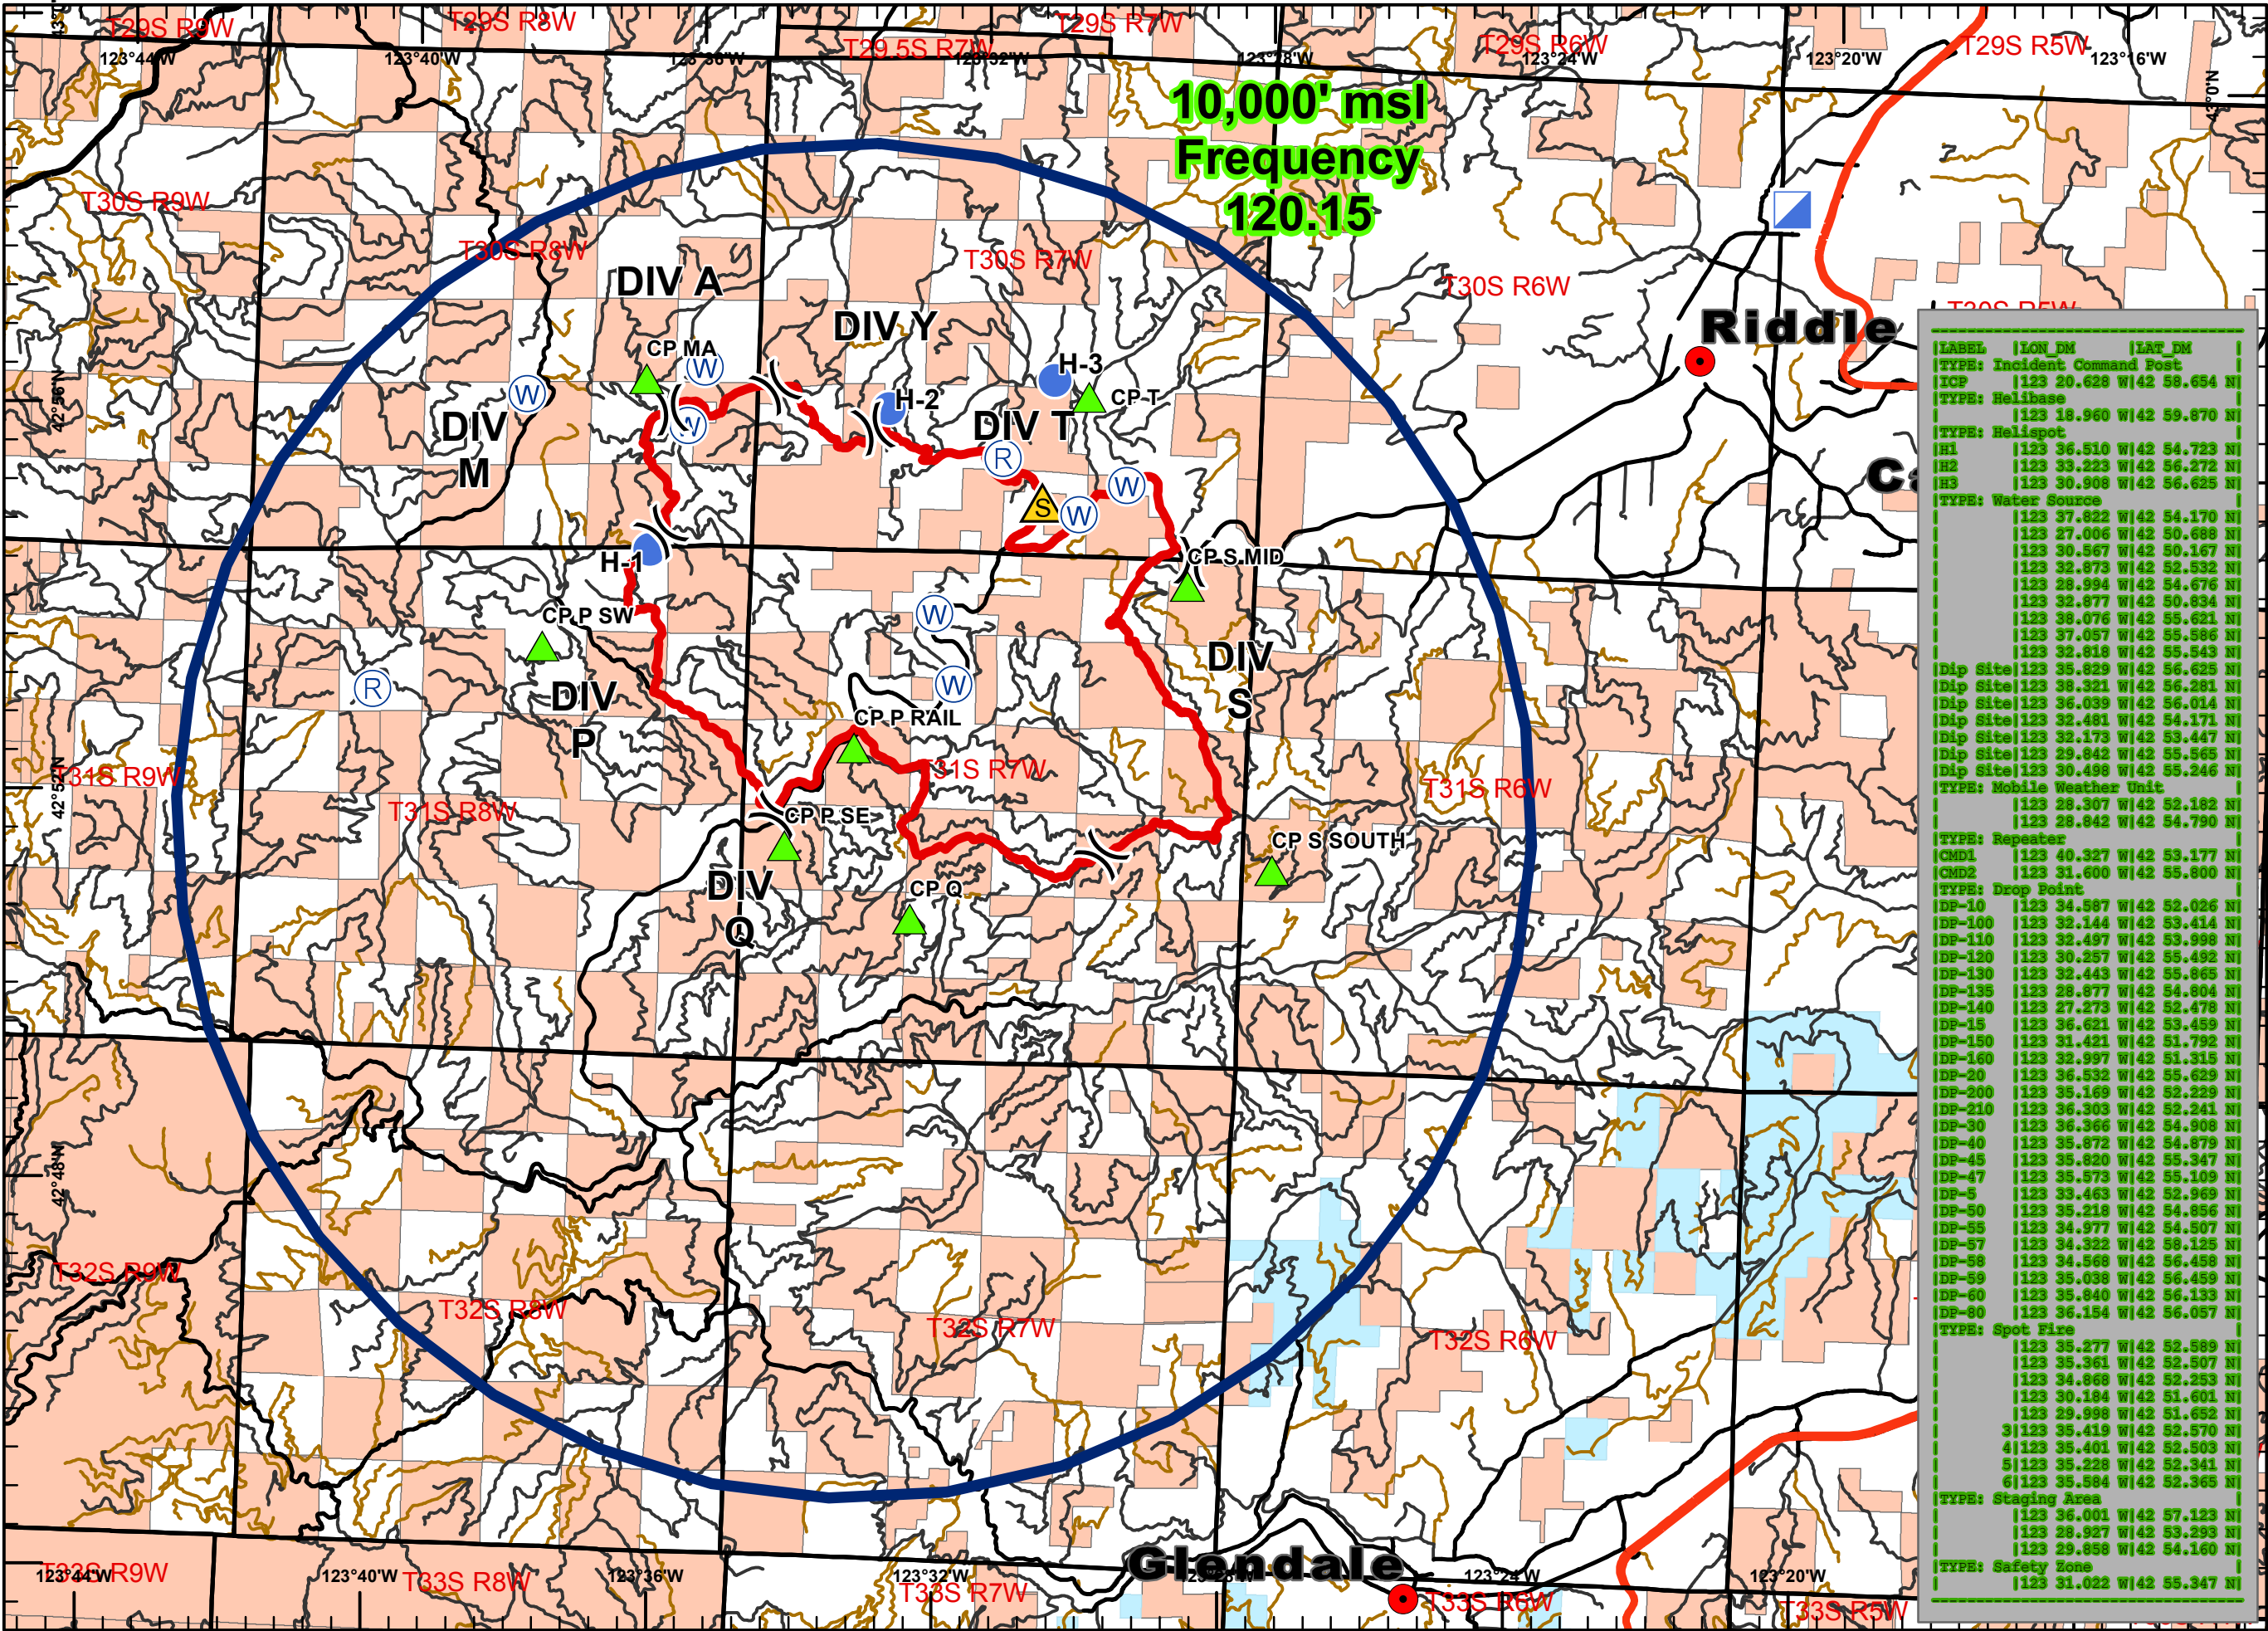 T29S R9W
T29S R8W
T29.5S R7W
T29S R7W
T29S R6W
T29S R5W
123°44'W
123°40'W
123°36'W
123°32'W
123°28'W
123°24'W
123°20'W
123°16'W
43°0'N
10,000' msl
Frequency
120.15
T30S R9W
T30S R8W
T30S R7W
T30S R6W
T30S R5W
DIV A
DIV Y
Riddle
CP MA
W
W
H-3
H-2
CP T
42°56'N
DIV
M
W
DIV T
R
S
W
W
H-1
CP S MID
CP P SW
W
DIV
S
R
DIV
P
W
CP P RAIL
T31S R9W
T31S R8W
T31S R7W
T31S R6W
42°52'N
CP P SE
CP S SOUTH
DIV
Q
CP Q
42°48'N
T32S R9W
T32S R8W
T32S R7W
T32S R6W
Glendale
T33S R9W
T33S R8W
T33S R7W
T33S R6W
T33S R5W
123°44'W
123°40'W
123°36'W
123°32'W
123°24'W
123°20'W
|LABEL |LON_DM |LAT_DM |
|TYPE: Incident Command Post |
|ICP |123 20.628 W|42 58.654 N|
|TYPE: Helibase |
| |123 18.960 W|42 59.870 N|
|TYPE: Helispot |
|H1 |123 36.510 W|42 54.723 N|
|H2 |123 33.223 W|42 56.272 N|
|H3 |123 30.908 W|42 56.625 N|
|TYPE: Water Source |
| |123 37.822 W|42 54.170 N|
| |123 27.006 W|42 50.688 N|
| |123 30.567 W|42 50.167 N|
| |123 32.873 W|42 52.532 N|
| |123 28.994 W|42 54.676 N|
| |123 32.877 W|42 50.834 N|
| |123 38.076 W|42 55.621 N|
| |123 37.057 W|42 55.586 N|
| |123 32.818 W|42 55.543 N|
|Dip Site|123 35.829 W|42 56.625 N|
|Dip Site|123 38.321 W|42 56.281 N|
|Dip Site|123 36.039 W|42 56.014 N|
|Dip Site|123 32.481 W|42 54.171 N|
|Dip Site|123 32.173 W|42 53.447 N|
|Dip Site|123 29.842 W|42 55.565 N|
|Dip Site|123 30.498 W|42 55.246 N|
|TYPE: Mobile Weather Unit |
| |123 28.307 W|42 52.182 N|
| |123 28.842 W|42 54.790 N|
|TYPE: Repeater |
|CMD1 |123 40.327 W|42 53.177 N|
|CMD2 |123 31.600 W|42 55.800 N|
|TYPE: Drop Point |
|DP-10 |123 34.587 W|42 52.026 N|
|DP-100 |123 32.144 W|42 53.414 N|
|DP-110 |123 32.497 W|42 53.998 N|
|DP-120 |123 30.257 W|42 55.492 N|
|DP-130 |123 32.443 W|42 55.865 N|
|DP-135 |123 28.877 W|42 54.804 N|
|DP-140 |123 27.273 W|42 52.478 N|
|DP-15 |123 36.621 W|42 53.459 N|
|DP-150 |123 31.421 W|42 51.792 N|
|DP-160 |123 32.997 W|42 51.315 N|
|DP-20 |123 36.532 W|42 55.629 N|
|DP-200 |123 35.169 W|42 52.229 N|
|DP-210 |123 36.303 W|42 52.241 N|
|DP-30 |123 36.366 W|42 54.908 N|
|DP-40 |123 35.872 W|42 54.879 N|
|DP-45 |123 35.820 W|42 55.347 N|
|DP-47 |123 35.573 W|42 55.109 N|
|DP-5 |123 33.463 W|42 52.969 N|
|DP-50 |123 35.218 W|42 54.856 N|
|DP-55 |123 34.977 W|42 54.507 N|
|DP-57 |123 34.322 W|42 58.125 N|
|DP-58 |123 34.568 W|42 56.458 N|
|DP-59 |123 35.038 W|42 56.459 N|
|DP-60 |123 35.840 W|42 56.133 N|
|DP-80 |123 36.154 W|42 56.057 N|
|TYPE: Spot Fire |
| |123 35.277 W|42 52.589 N|
| |123 35.361 W|42 52.507 N|
| |123 34.868 W|42 52.253 N|
| |123 30.184 W|42 51.601 N|
| |123 29.998 W|42 51.652 N|
| 3|123 35.419 W|42 52.570 N|
| 4|123 35.401 W|42 52.503 N|
| 5|123 35.228 W|42 52.341 N|
| 6|123 35.584 W|42 52.365 N|
|TYPE: Staging Area |
| |123 36.001 W|42 57.123 N|
| |123 28.927 W|42 53.293 N|
| |123 29.858 W|42 54.160 N|
|TYPE: Safety Zone |
| |123 31.022 W|42 55.347 N|